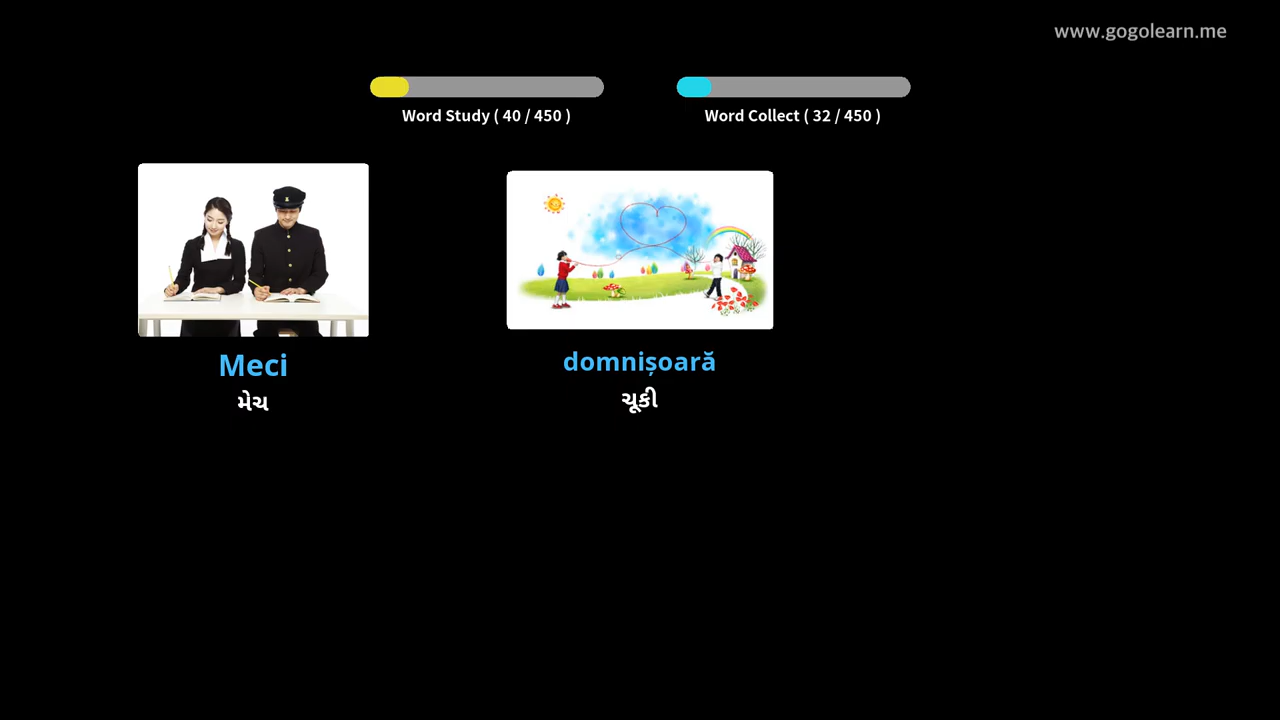 www.gogolearn.me
Word Study ( 40 / 450 )
Word Collect ( 32 / 450 )
Meci
મેચ
domnișoară
ચૂકી